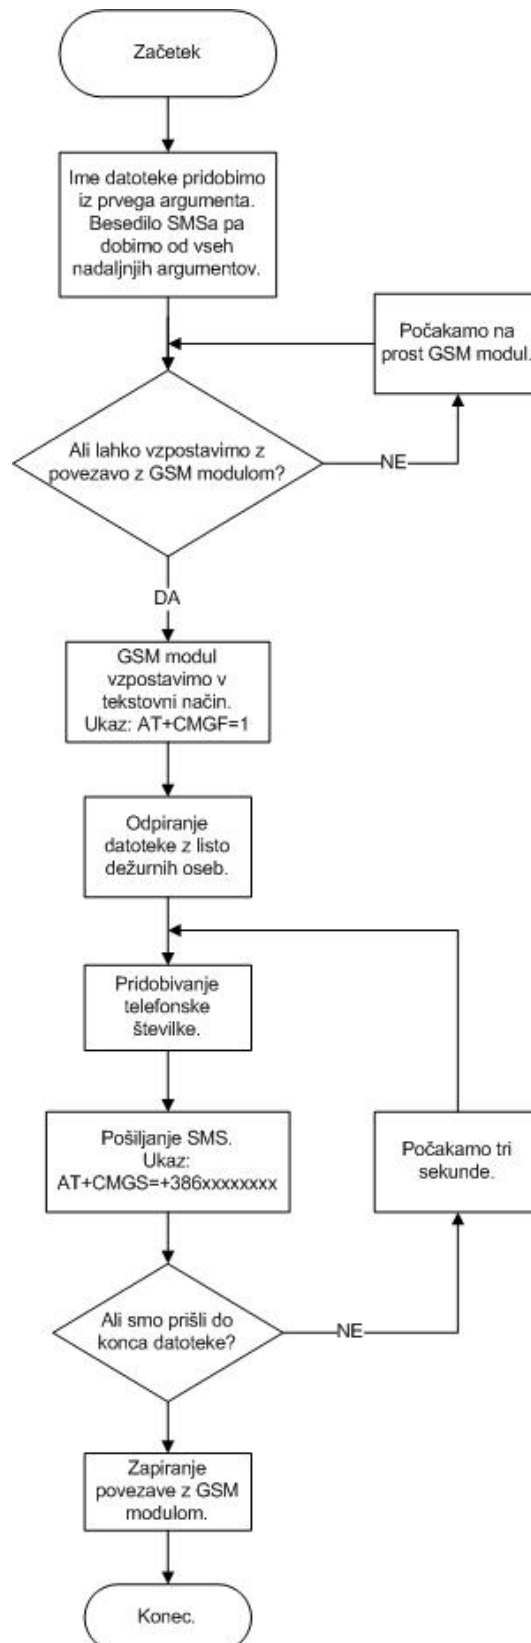 Začetek
Ime datoteke pridobimo
iz prvega argumenta.
Besedilo SMSa pa
dobimo od vseh
nadaljnjih argumentov.
Počakamo na
prost GSM modul.
Ali lahko vzpostavimo z
povezavo z GSM modulom?
NE
DA
GSM modul
vzpostavimo v
tekstovni način.
Ukaz: AT+CMGF=1
Odpiranje
datoteke z listo
dežurnih oseb.
Pridobivanje
telefonske
številke.
Pošiljanje SMS.
Ukaz:
AT+CMGS=+386xxxxxxxx
Počakamo tri
sekunde.
Ali smo prišli do
konca datoteke?
NE
Zapiranje
povezave z GSM
modulom.
Konec.